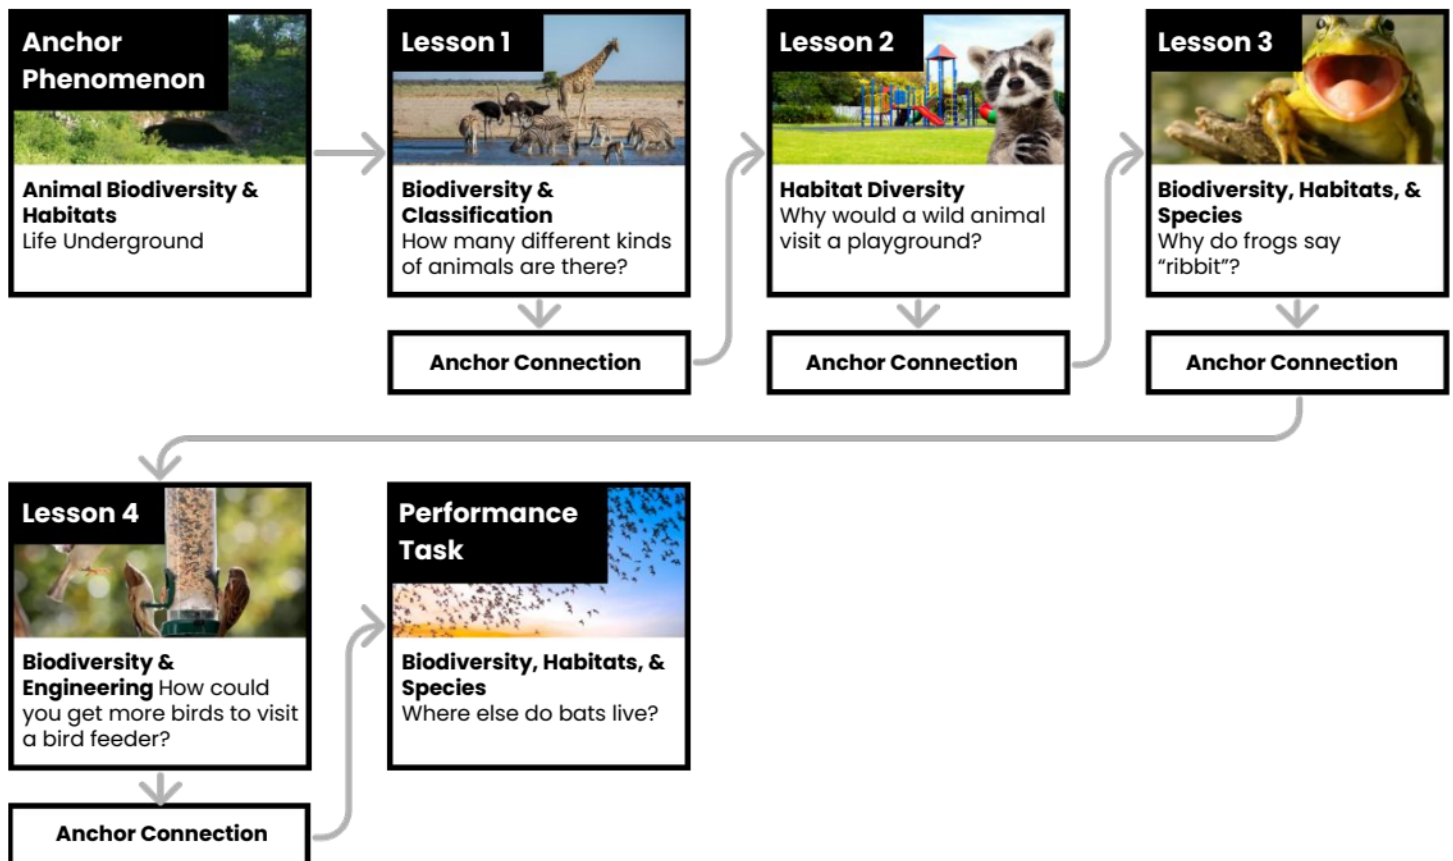 Anchor
Phenomenon
Animal Biodiversity &
Habitats
Life Underground
Lesson 1
Biodiversity &
Classification
How many different kinds
of animals are there?
Anchor Connection
Lesson 2
Habitat Diversity
Why would a wild animal
visit a playground?
Anchor Connection
Lesson 3
Biodiversity, Habitats, &
Species
Why do frogs say
“ribbit”?
Anchor Connection
Lesson 4
Biodiversity &
Engineering How could
you get more birds to visit
a bird feeder?
Anchor Connection
Performance
Task
Biodiversity, Habitats, &
Species
Where else do bats live?